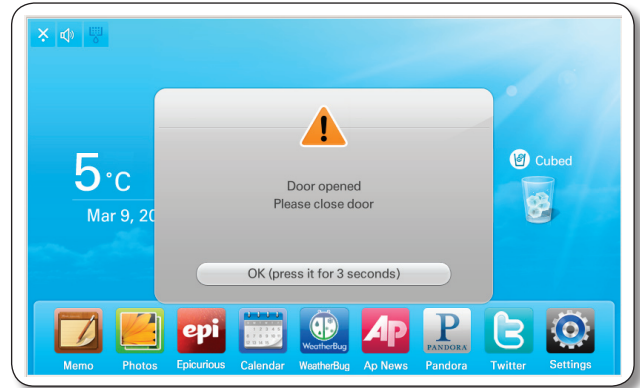 5°C
Mar 9, 20
Door opened
Please close door
OK (press it for 3 seconds)
Cubed
epi
WeatherBug
AP
P
PANDORA
Memo
Photos
Epicurious
Calendar
WeatherBug
Ap News
Pandora
Twitter
Settings